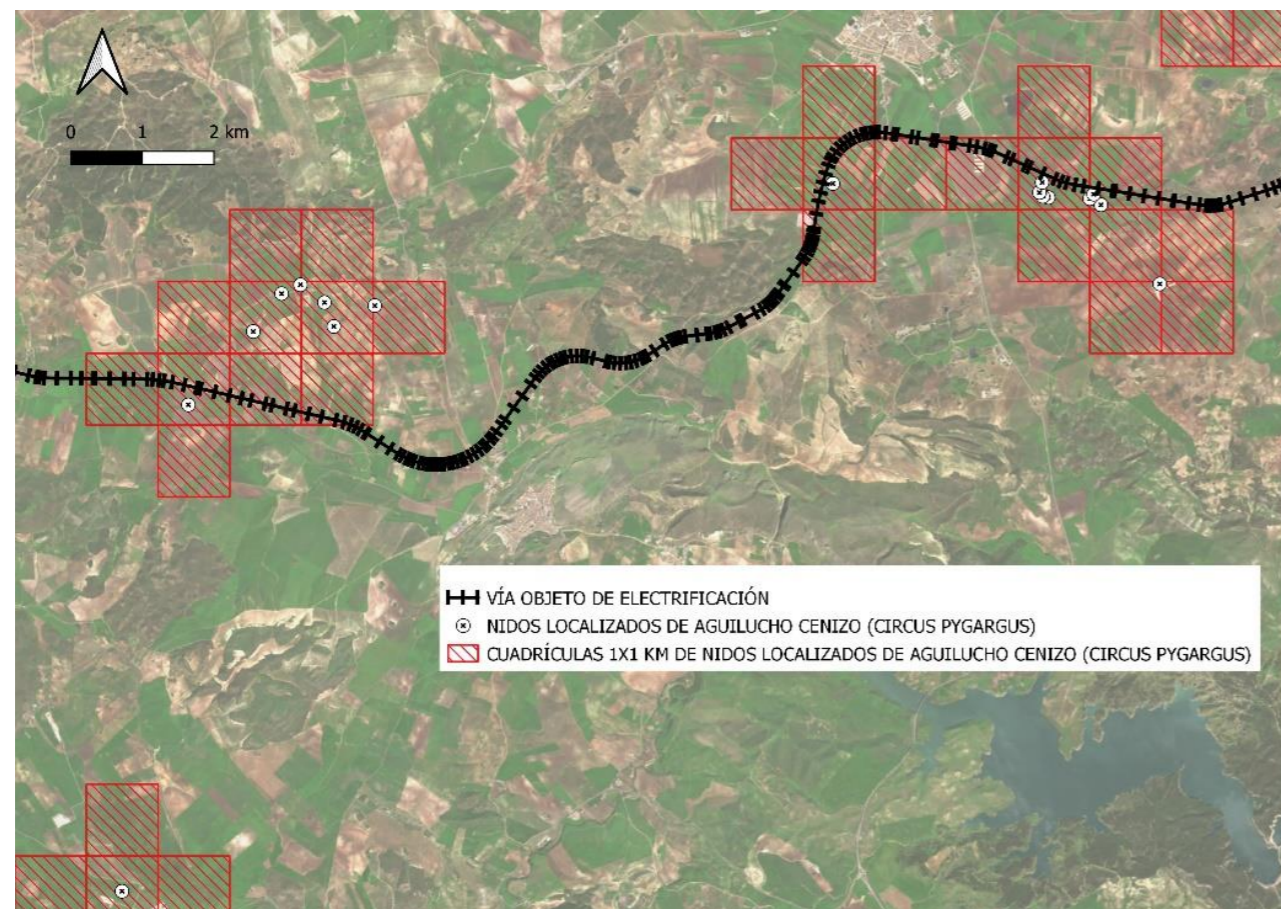 0 1 2 km
VÍA OBJETO DE ELECTRIFICACIÓN
NIDOS LOCALIZADOS DE AGUILUCHO CENIZO (CIRCUS PYGARGUS)
CUADRÍCULAS 1X1 KM DE NIDOS LOCALIZADOS DE AGUILUCHO CENIZO (CIRCUS PYGARGUS)